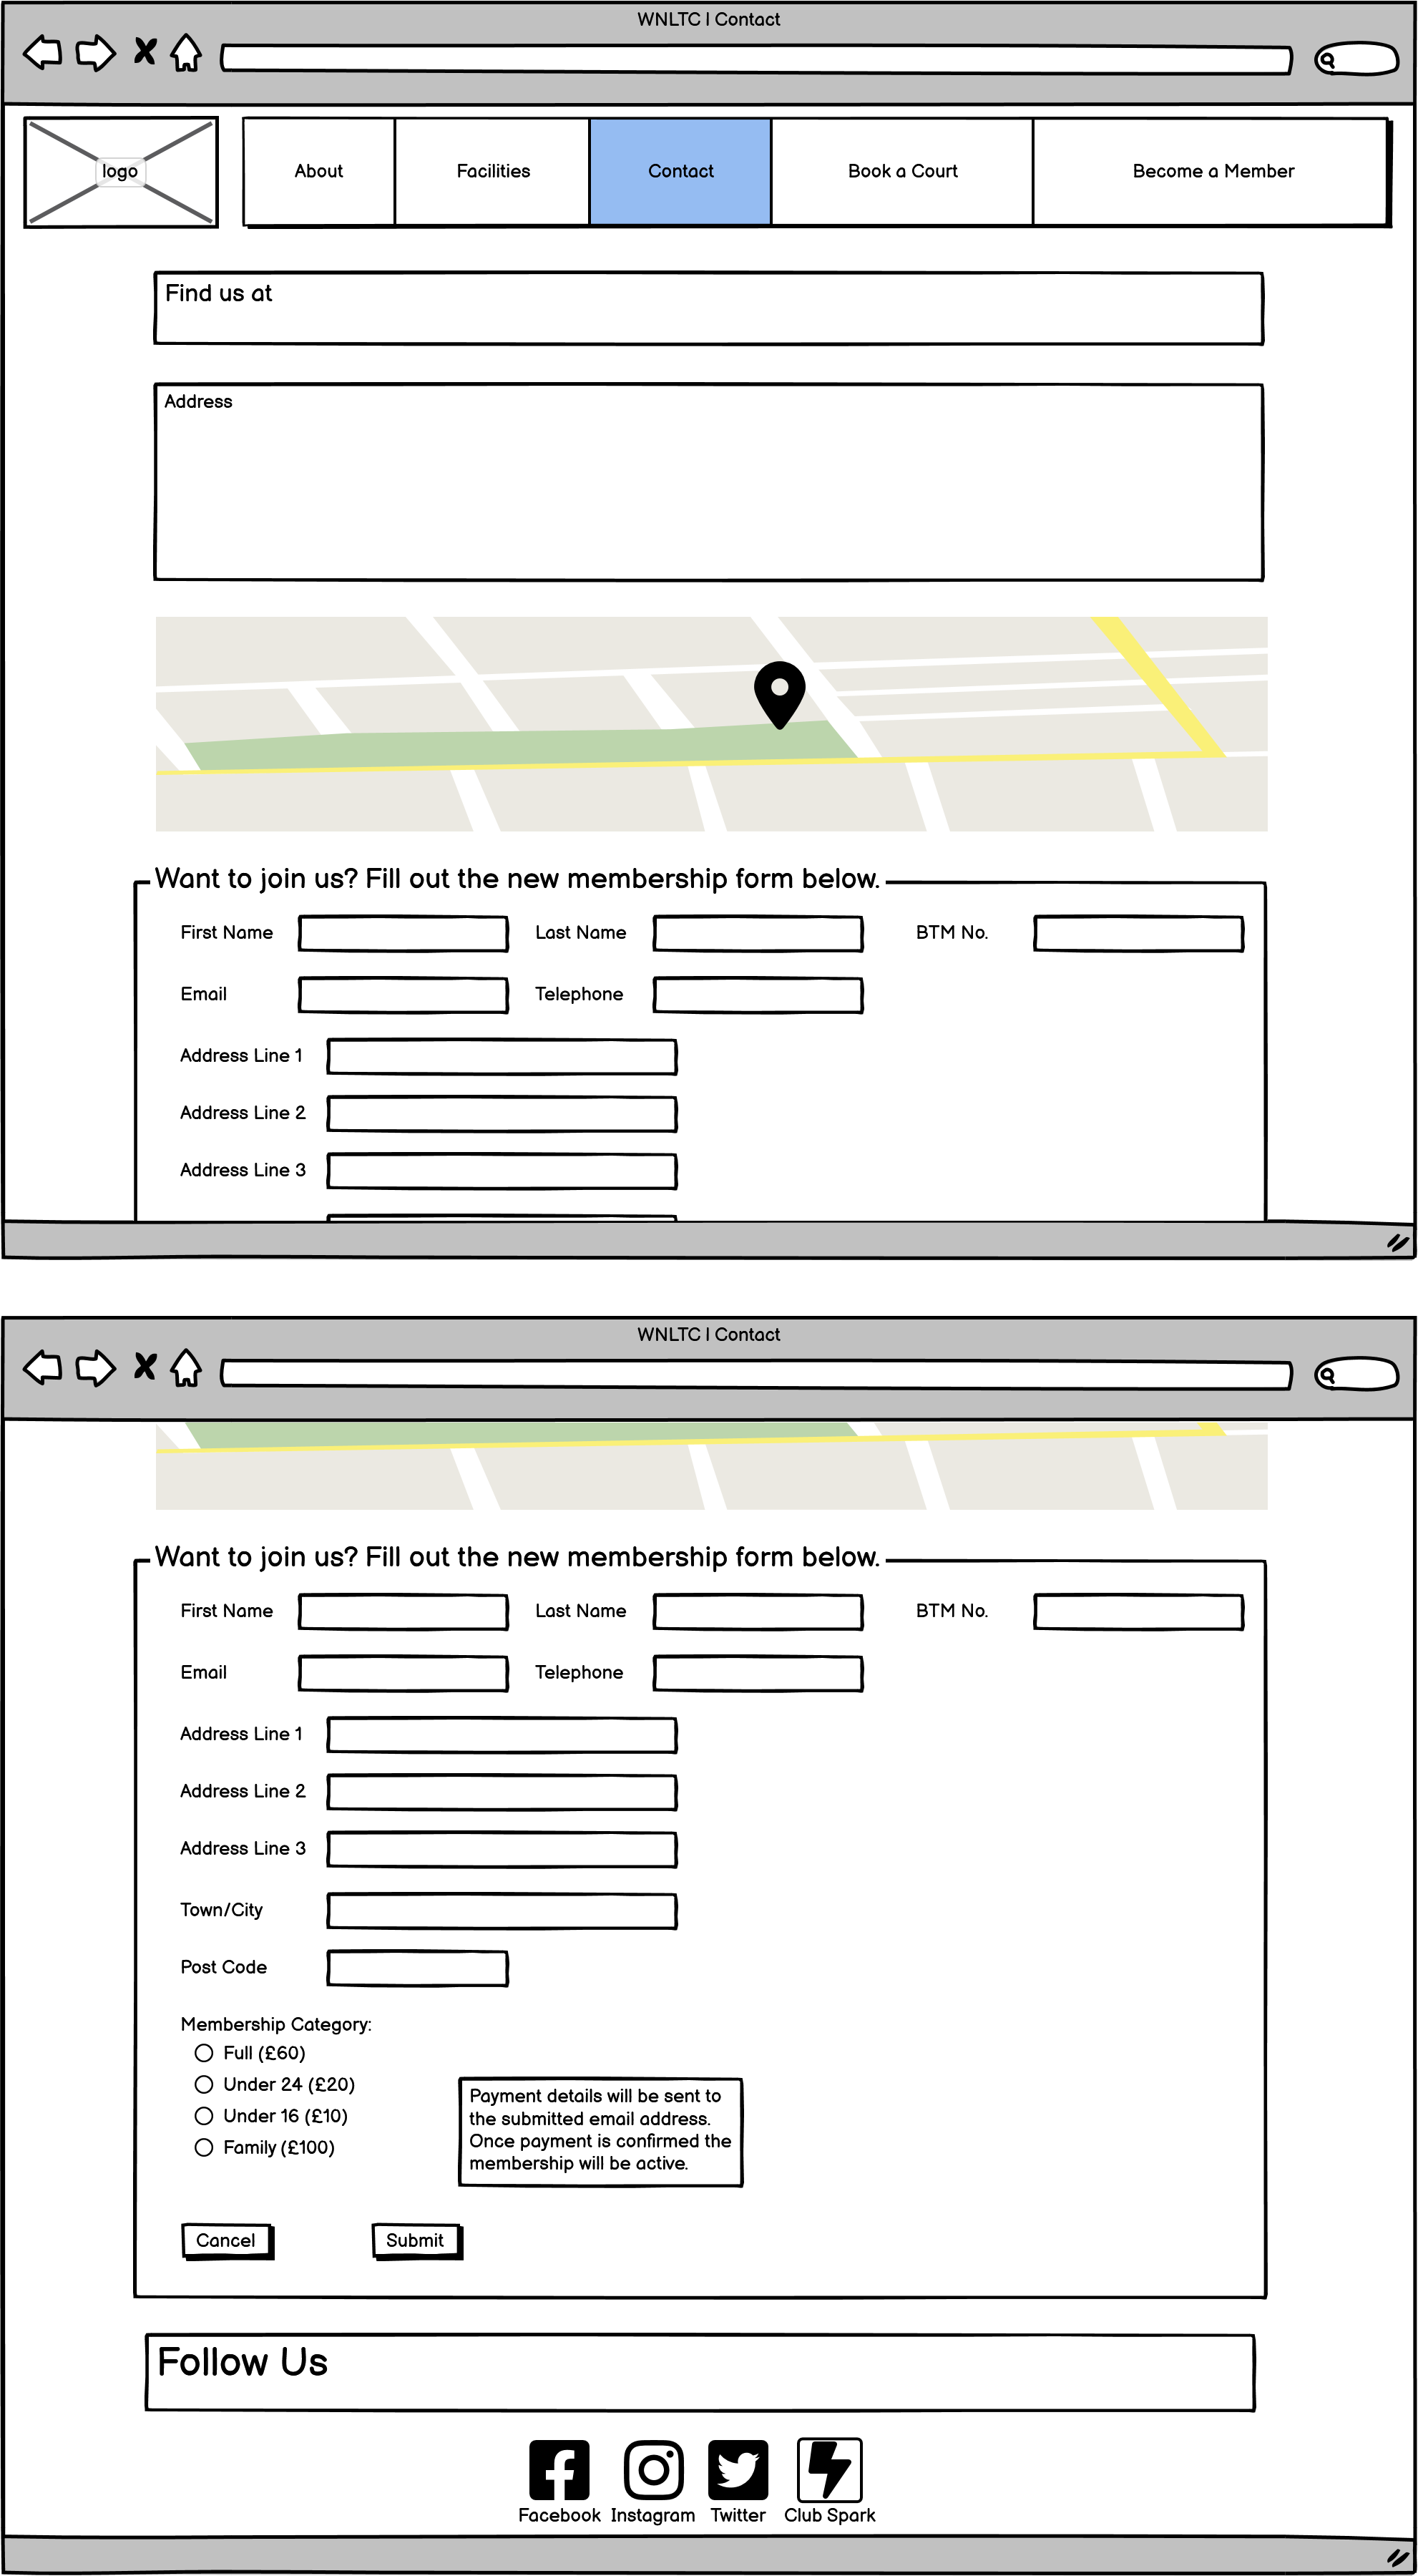 WNLTC | Contact
logo
About
Facilities
Contact
Book a Court
Become a Member
Find us at
Address
Want to join us? Fill out the new membership form below.
First Name
Last Name
BTM No.
Email
Telephone
Address Line 1
Address Line 2
Address Line 3
WNLTC | Contact
Want to join us? Fill out the new membership form below.
First Name
Last Name
BTM No.
Email
Telephone
Address Line 1
Address Line 2
Address Line 3
Town/City
Post Code
Membership Category:
Full (£60)
Under 24 (£20)
Under 16 (£10)
Family (£100)
Payment details will be sent to
the submitted email address.
Once payment is confirmed the
membership will be active.
Cancel
Submit
Follow Us
Facebook
Instagram
Twitter
Club Spark